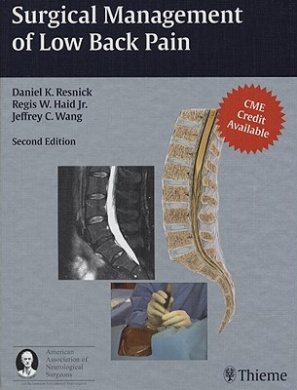 Surgical Management
of Low Back Pain
Daniel K. Resnick
Regis W. Haid Jr.
Jeffrey C. Wang
Second Edition
CME
Credit
Available
American
Association of
Neurological
Surgeons
Thieme